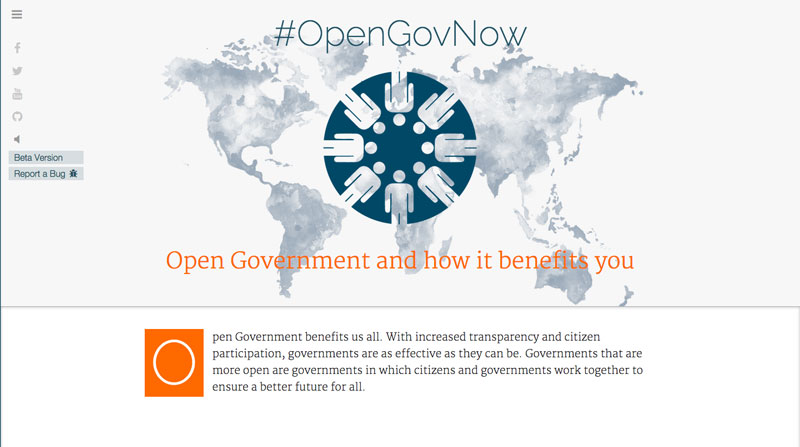 #OpenGovNow
Beta Version
Report a Bug
Open Government and how it benefits you
Open Government benefits us all. With increased transparency and citizen
participation, governments are as effective as they can be. Governments that are
more open are governments in which citizens and governments work together to
ensure a better future for all.